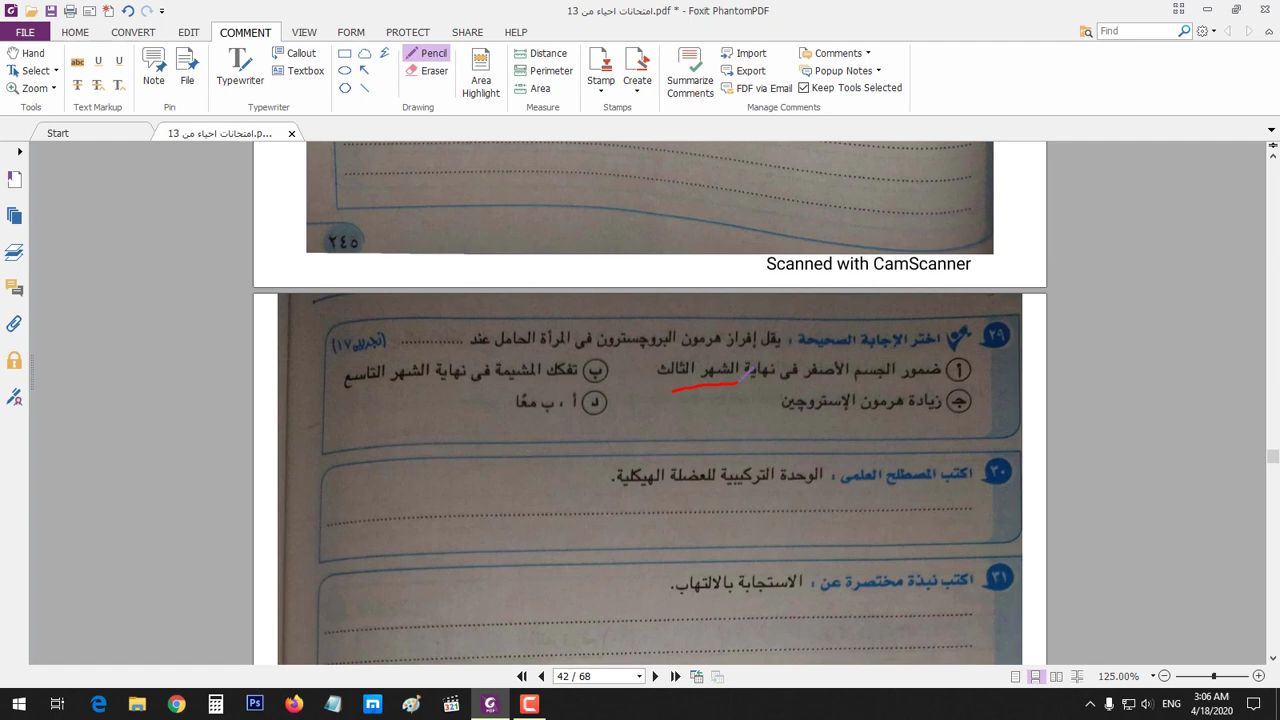 امتحانات احياء من 13.pdf * - Foxit PhantomPDF
FILE HOME CONVERT EDIT COMMENT VIEW FORM PROTECT SHARE HELP
Find
Hand
Select
Zoom
Tools
Text Markup
Note
File
Pin
Typewriter
Callout
Textbox
Typewriter
Pencil
Eraser
Drawing
Area Highlight
Distance
Perimeter
Area
Measure
Stamp
Create
Stamps
Summarize Comments
Import
Export
FDF via Email
Comments
Popup Notes
Keep Tools Selected
Manage Comments
Start
امتحانات احياء من 13.p...
٢٤٥
Scanned with CamScanner
٢٩ اختر الإجابة الصحيحة : يقل إفراز هرمون البروچسترون فى المرأة الحامل عند .............. (تجريبى ١٧)
أ ضمور الجسم الأصفر فى نهاية الشهر الثالث
ب تفكك المشيمة فى نهاية الشهر التاسع
جـ زيادة هرمون الإستروچين
د أ ، ب معًا
٣٠ اكتب المصطلح العلمى : الوحدة التركيبية للعضلة الهيكلية.
٣١ اكتب نبذة مختصرة عن : الاستجابة بالالتهاب.
42 / 68
125.00%
3:06 AM
4/18/2020